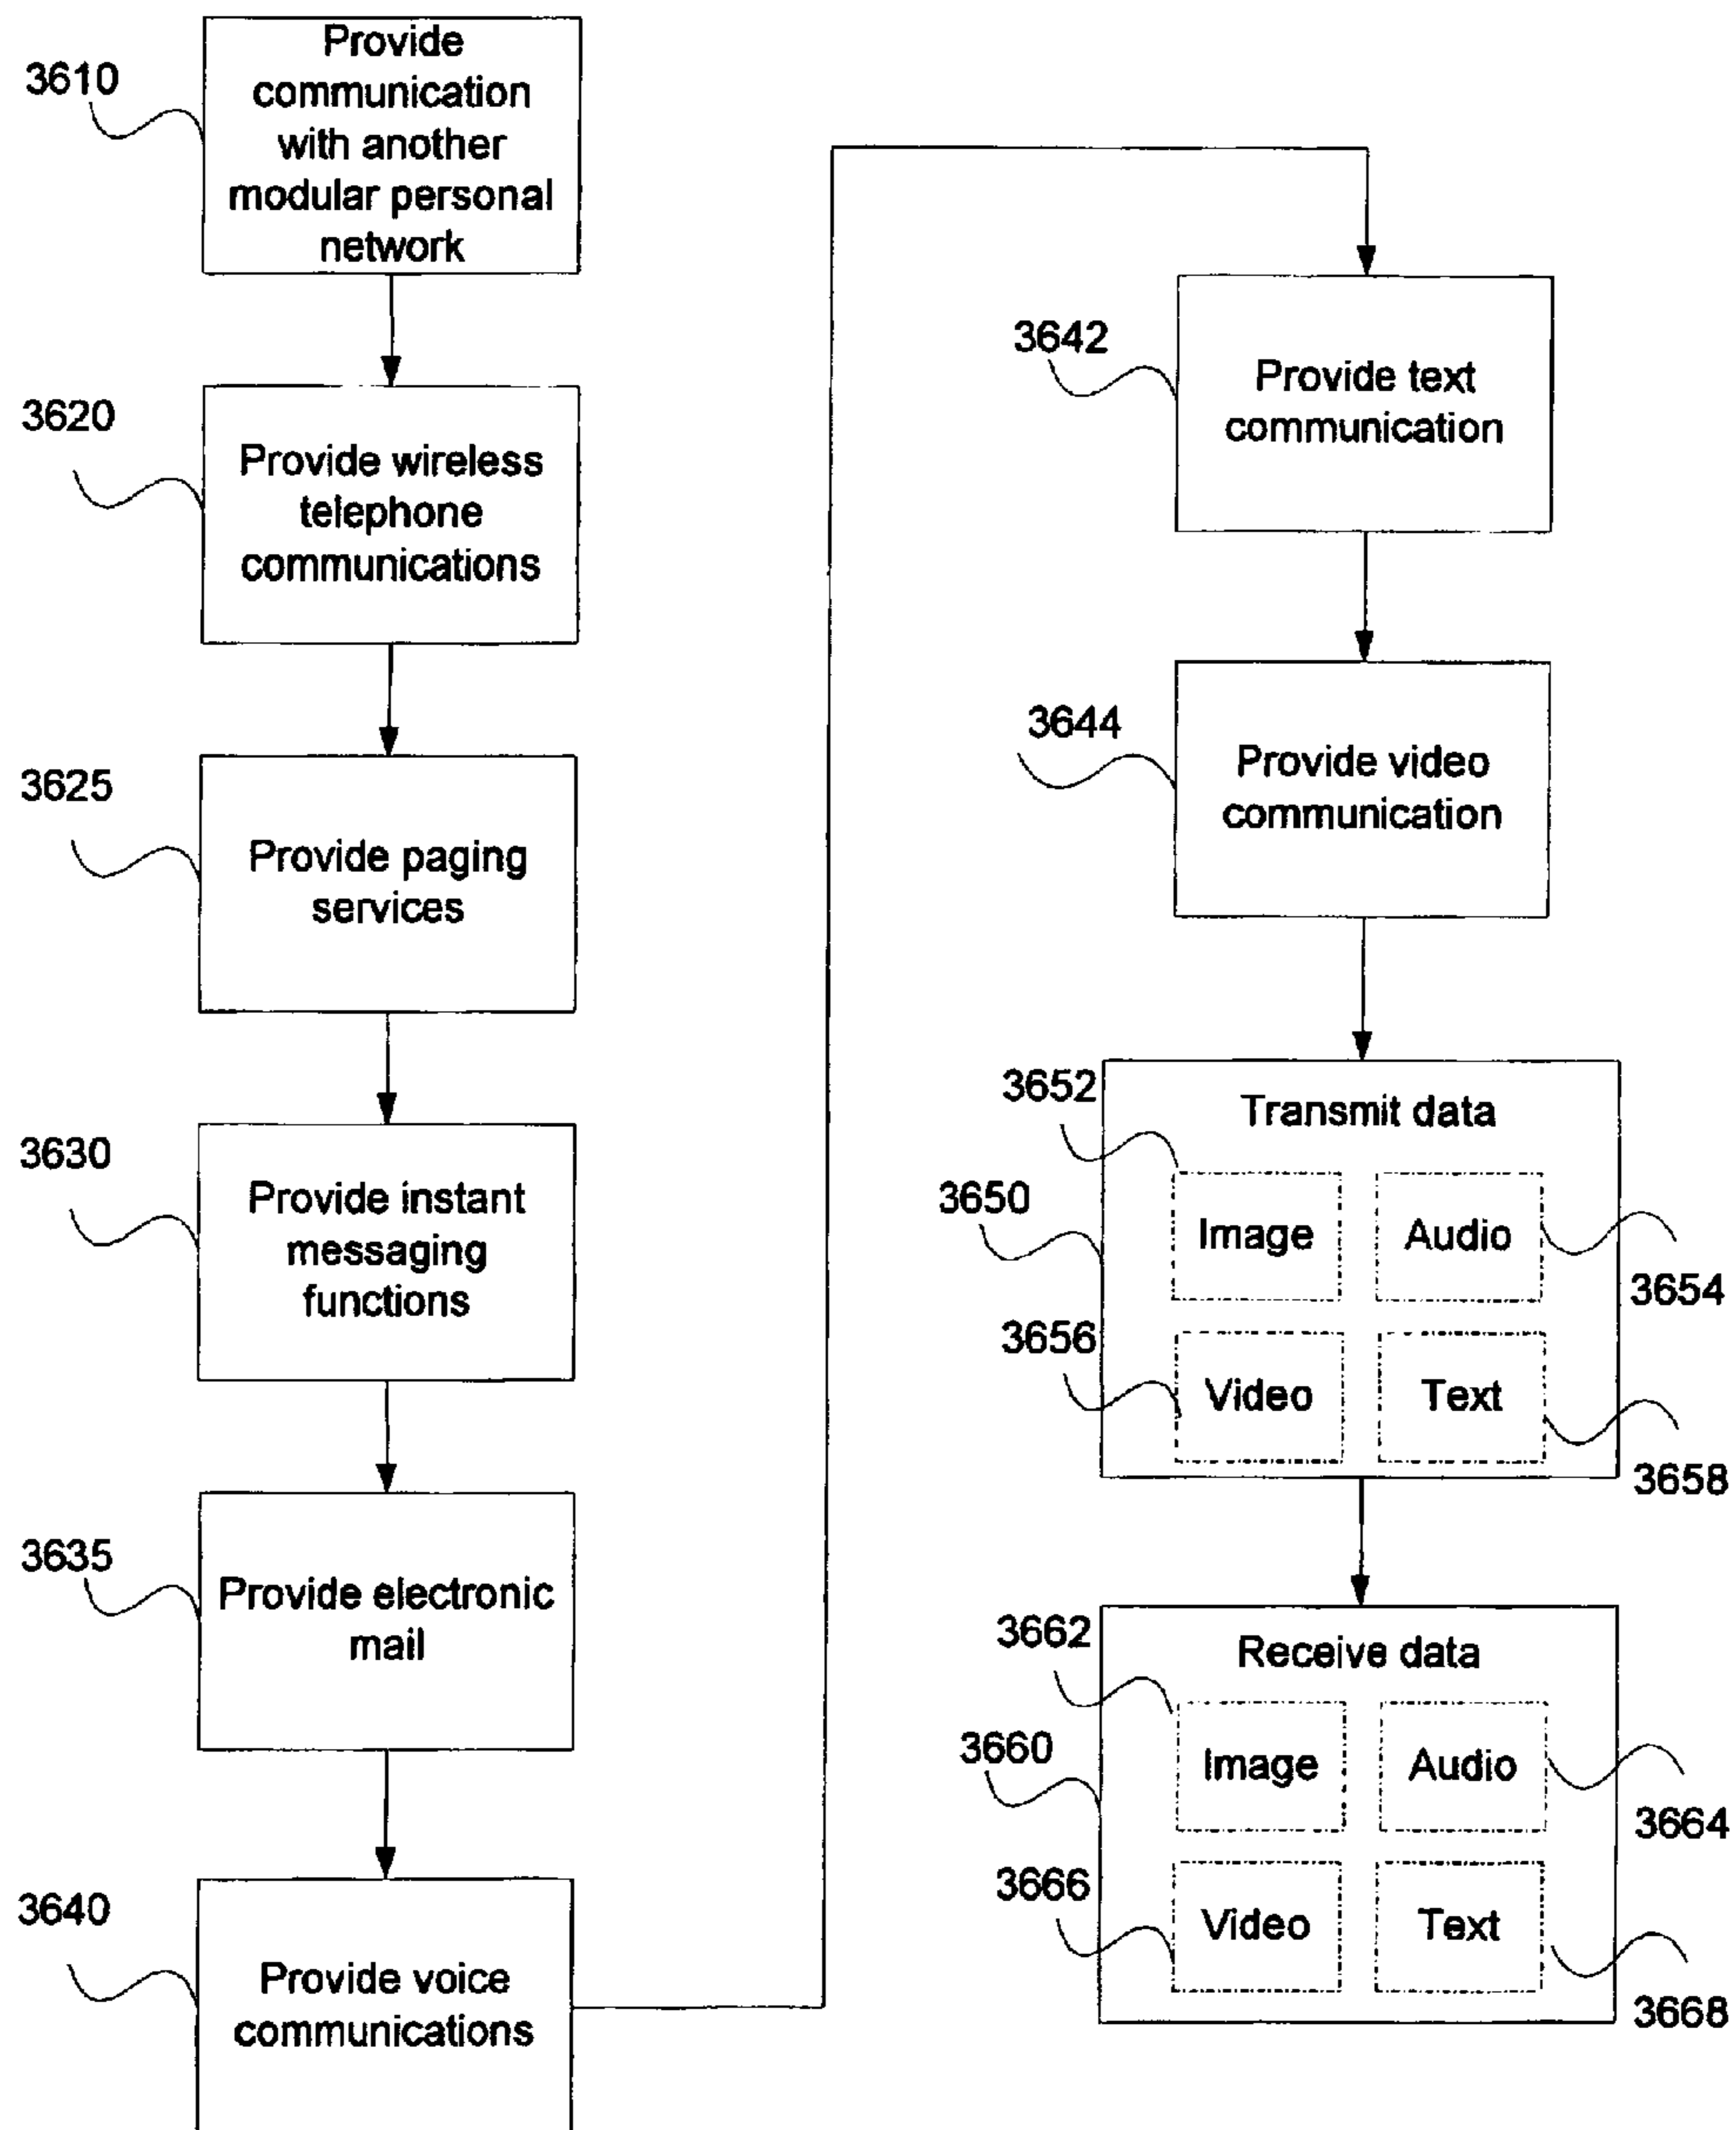 3610
Provide
communication
with another
modular personal
network
3620
Provide wireless
telephone
communications
3625
Provide paging
services
3630
Provide instant
messaging
functions
3635
Provide electronic
mail
3640
Provide voice
communications
3642
Provide text
communication
3644
Provide video
communication
3652
Transmit data
3650
Image
Audio
3654
3656
Video
Text
3658
3662
Receive data
3660
Image
Audio
3664
3666
Video
Text
3668